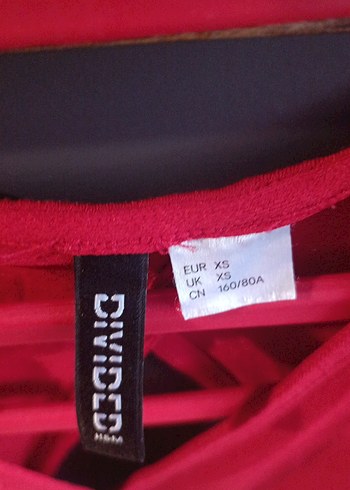 DIVIDED
H&M
EUR XS
UK XS
CN 160/80A